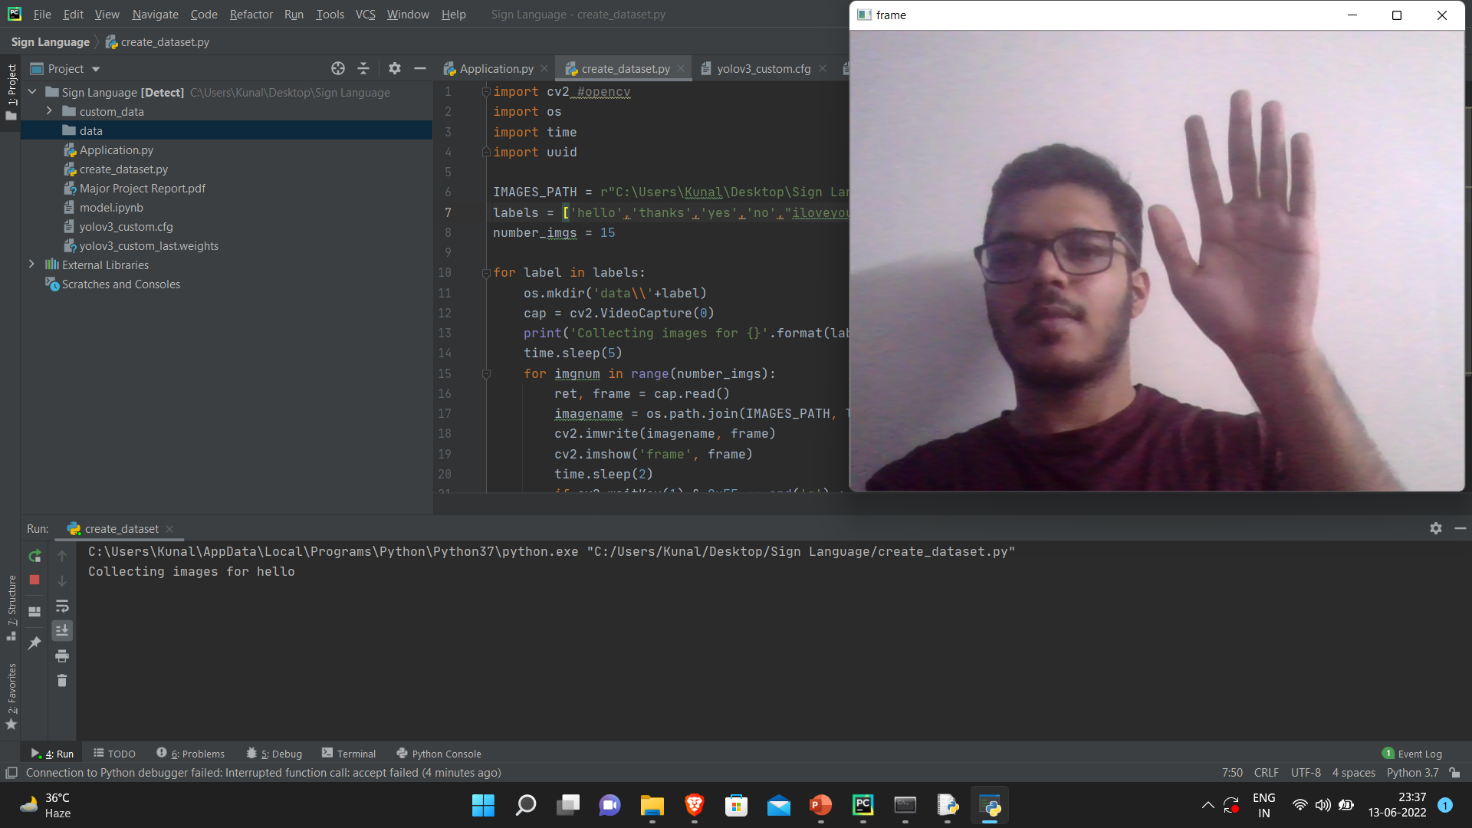 File Edit View Navigate Code Refactor Run Tools VCS Window Help Sign Language - create_dataset.py
frame
Sign Language create_dataset.py
1: Project
Project
Application.py create_dataset.py yolov3_custom.cfg
Sign Language [Detect] C:\Users\Kunal\Desktop\Sign Language
custom_data
data
Application.py
create_dataset.py
Major Project Report.pdf
model.ipynb
yolov3_custom.cfg
yolov3_custom_last.weights
External Libraries
Scratches and Consoles
1 import cv2 #opencv
2 import os
3 import time
4 import uuid
5
6 IMAGES_PATH = r"C:\Users\Kunal\Desktop\Sign Lan
7 labels = ['hello','thanks','yes','no',"iloveyou
8 number_imgs = 15
9
10 for label in labels:
11 os.mkdir('data\\'+label)
12 cap = cv2.VideoCapture(0)
13 print('Collecting images for {}'.format(lab
14 time.sleep(5)
15 for imgnum in range(number_imgs):
16 ret, frame = cap.read()
17 imagename = os.path.join(IMAGES_PATH,
18 cv2.imwrite(imagename, frame)
19 cv2.imshow('frame', frame)
20 time.sleep(2)
Run: create_dataset
C:\Users\Kunal\AppData\Local\Programs\Python\Python37\python.exe "C:/Users/Kunal/Desktop/Sign Language/create_dataset.py"
Collecting images for hello
7: Structure
2: Favorites
4: Run TODO 6: Problems 5: Debug Terminal Python Console 1 Event Log
Connection to Python debugger failed: Interrupted function call: accept failed (4 minutes ago) 7:50 CRLF UTF-8 4 spaces Python 3.7
36°C
Haze
ENG
IN
23:37
13-06-2022
1